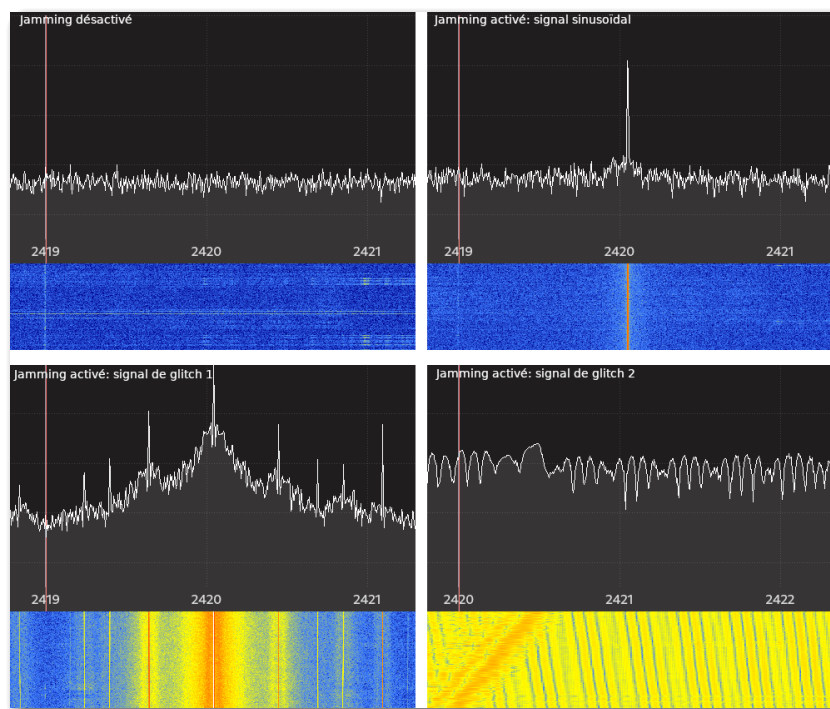 Jamming désactivé
Jamming activé: signal sinusoïdal
2419 2420 2421
2419 2420 2421
Jamming activé: signal de glitch 1
Jamming activé: signal de glitch 2
2419 2420 2421
2420 2421 2422